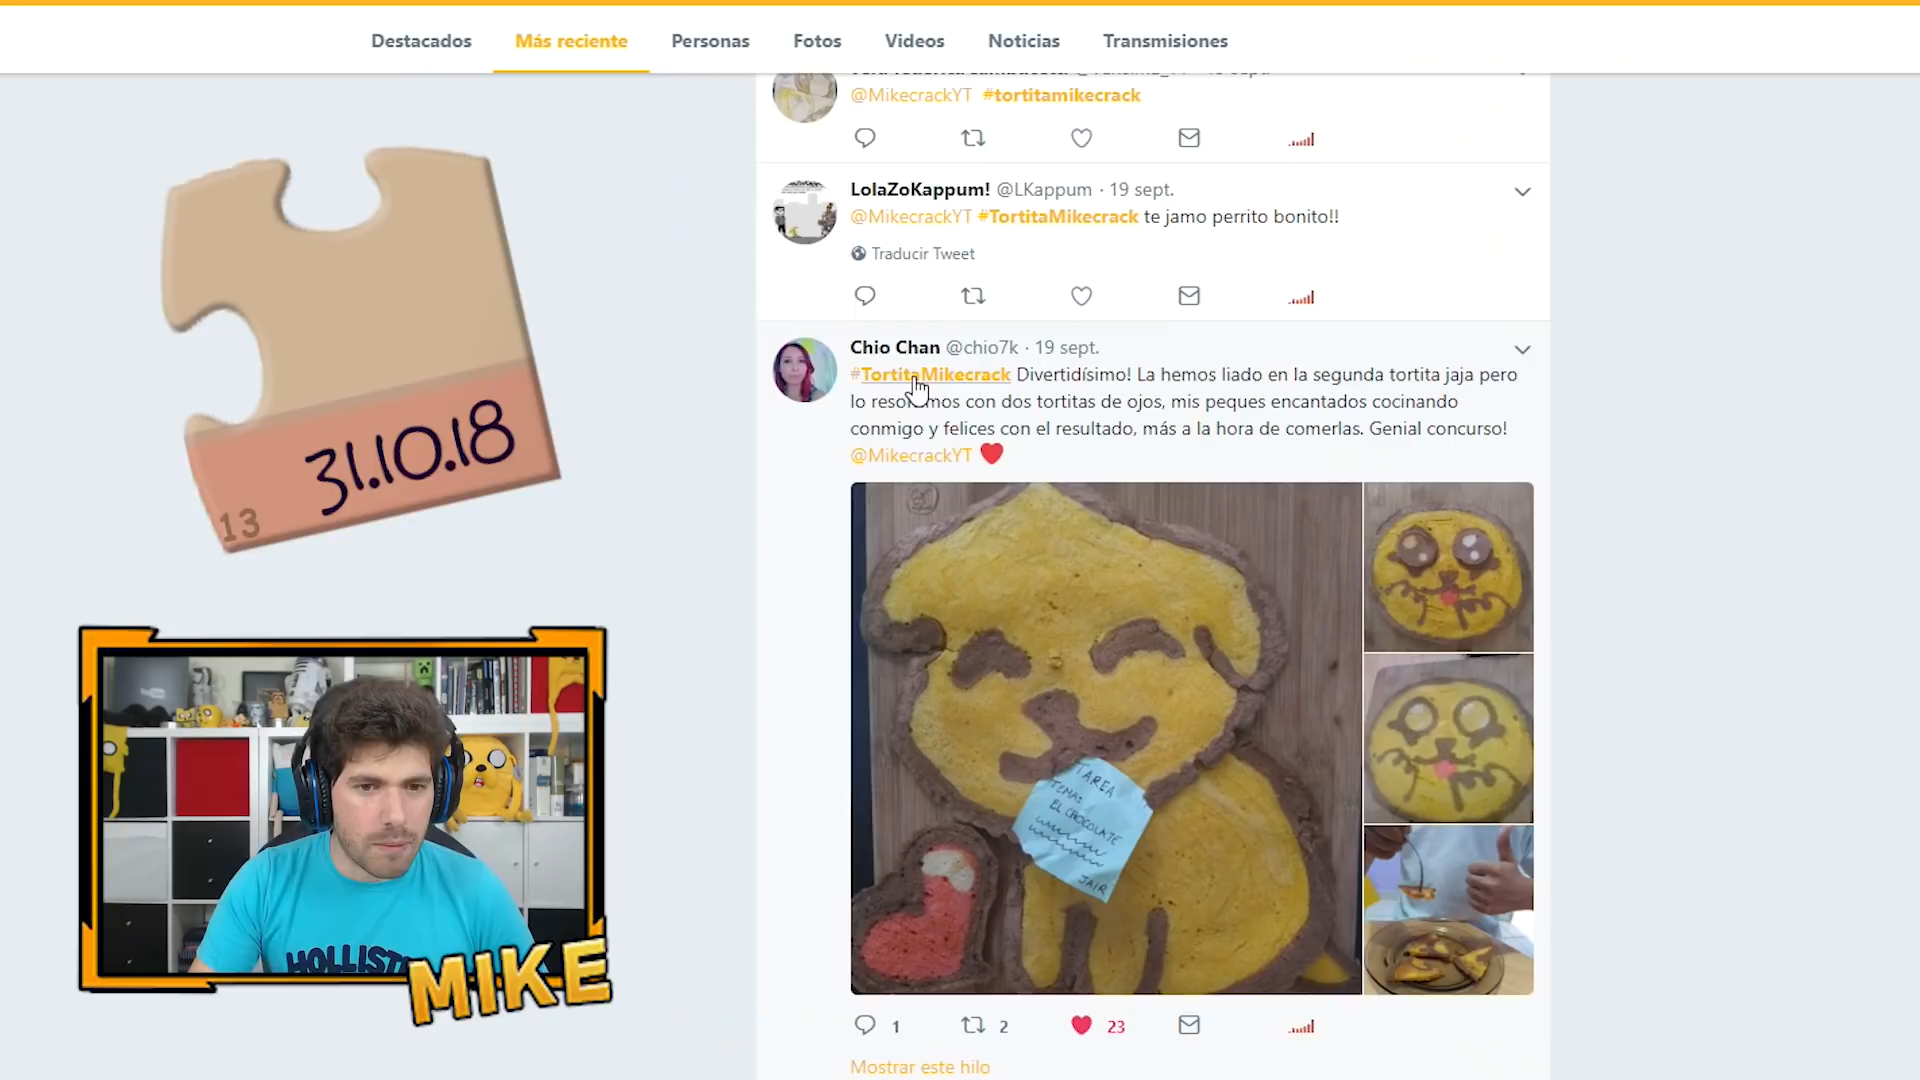 Destacados Más reciente Personas Fotos Videos Noticias Transmisiones
@MikecrackYT #tortitamikecrack
LolaZoKappum! @LKappum · 19 sept.
@MikecrackYT #TortitaMikecrack te jamo perrito bonito!!
Traducir Tweet
Chio Chan @chio7k · 19 sept.
#TortitaMikecrack Divertidísimo! La hemos liado en la segunda tortita jaja pero
lo con dos tortitas de ojos, mis peques encantados cocinando
conmigo y felices con el resultado, más a la hora de comerlas. Genial concurso!
@MikecrackYT
TAREA
TEMA:
EL CHOCOLATE
JAIR
1 2 23
Mostrar este hilo
31.10.18
13
HOLLIST
MIKE